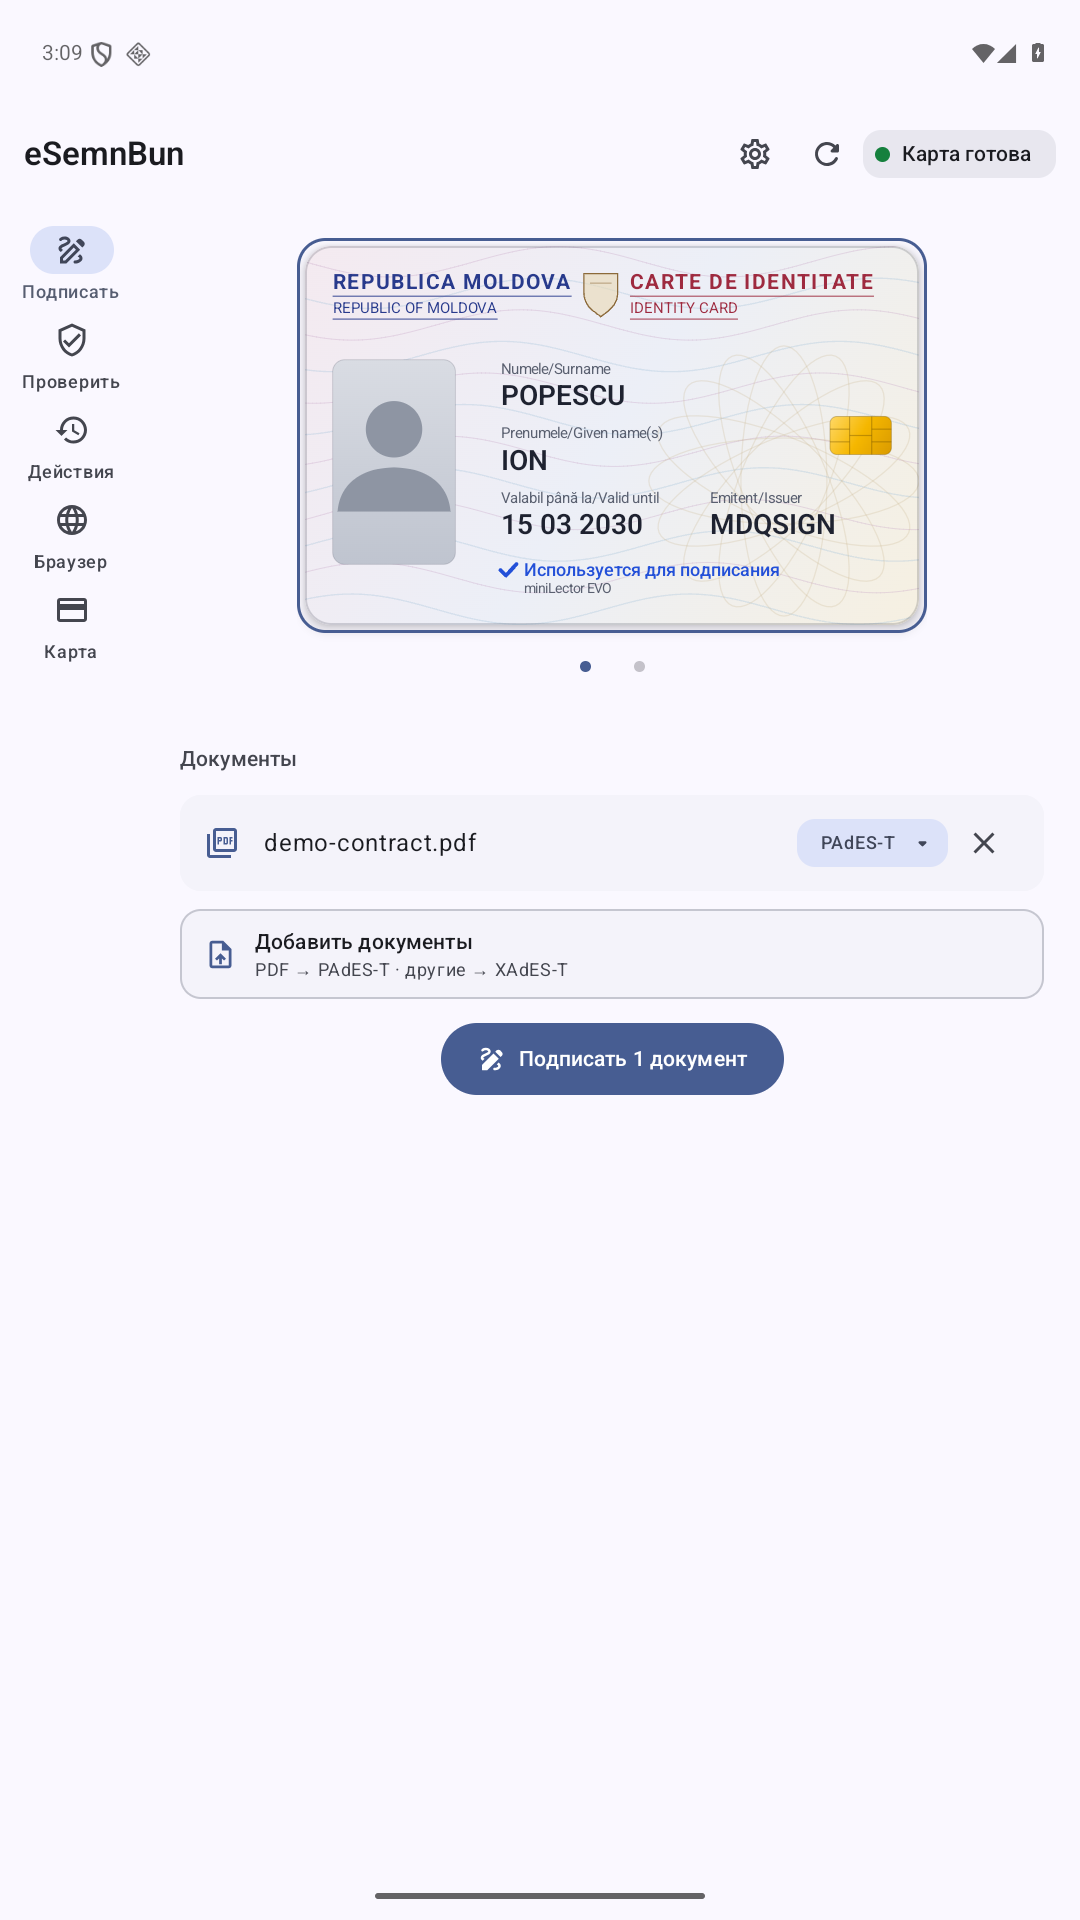 3:09
eSemnBun
Карта готова
Подписать
Проверить
Действия
Браузер
Карта
REPUBLICA MOLDOVA
REPUBLIC OF MOLDOVA
CARTE DE IDENTITATE
IDENTITY CARD
Numele/Surname
POPESCU
Prenumele/Given name(s)
ION
Valabil până la/Valid until
15 03 2030
Emitent/Issuer
MDQSIGN
Используется для подписания
miniLector EVO
Документы
PDF
demo-contract.pdf
PAdES-T
Добавить документы
PDF → PAdES-T · другие → XAdES-T
Подписать 1 документ